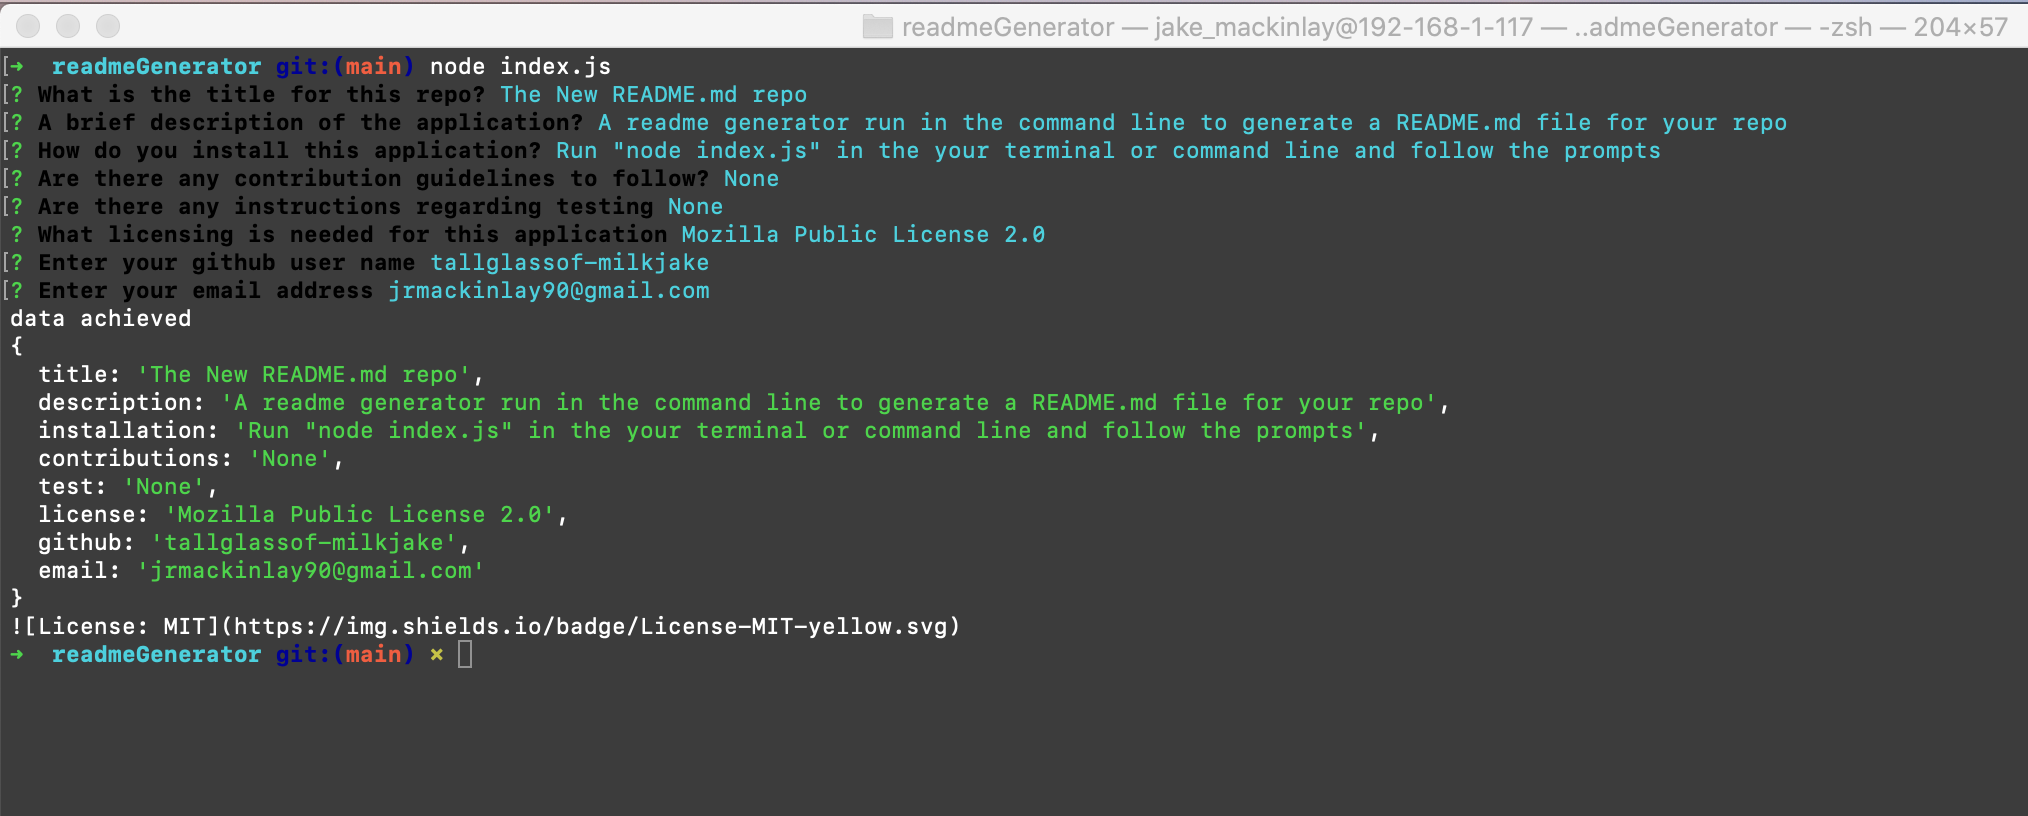 readmeGenerator — jake_mackinlay@192-168-1-117 — ..admeGenerator — -zsh — 204×57
[➜  readmeGenerator git:(main) node index.js
[? What is the title for this repo? The New README.md repo
[? A brief description of the application? A readme generator run in the command line to generate a README.md file for your repo
[? How do you install this application? Run "node index.js" in the your terminal or command line and follow the prompts
[? Are there any contribution guidelines to follow? None
[? Are there any instructions regarding testing None
? What licensing is needed for this application Mozilla Public License 2.0
[? Enter your github user name tallglassof-milkjake
[? Enter your email address jrmackinlay90@gmail.com
data achieved
{
  title: 'The New README.md repo',
  description: 'A readme generator run in the command line to generate a README.md file for your repo',
  installation: 'Run "node index.js" in the your terminal or command line and follow the prompts',
  contributions: 'None',
  test: 'None',
  license: 'Mozilla Public License 2.0',
  github: 'tallglassof-milkjake',
  email: 'jrmackinlay90@gmail.com'
}
![License: MIT](https://img.shields.io/badge/License-MIT-yellow.svg)
➜  readmeGenerator git:(main) ✗